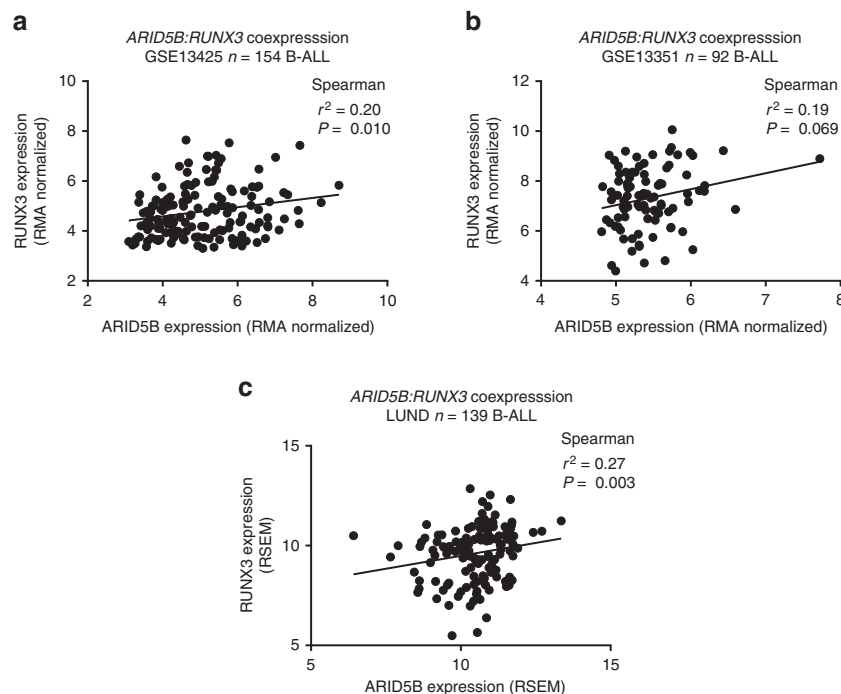 a
ARID5B:RUNX3 coexpresssion
GSE13425 n = 154 B-ALL
Spearman
r² = 0.20
P = 0.010
RUNX3 expression
(RMA normalized)
10
8
6
4
2
2 4 6 8 10
ARID5B expression (RMA normalized)
b
ARID5B:RUNX3 coexpresssion
GSE13351 n = 92 B-ALL
Spearman
r² = 0.19
P = 0.069
RUNX3 expression
(RMA normalized)
12
10
8
6
4
4 5 6 7 8
ARID5B expression (RMA normalized)
c
ARID5B:RUNX3 coexpresssion
LUND n = 139 B-ALL
Spearman
r² = 0.27
P = 0.003
RUNX3 expression
(RSEM)
15
10
5
5 10 15
ARID5B expression (RSEM)